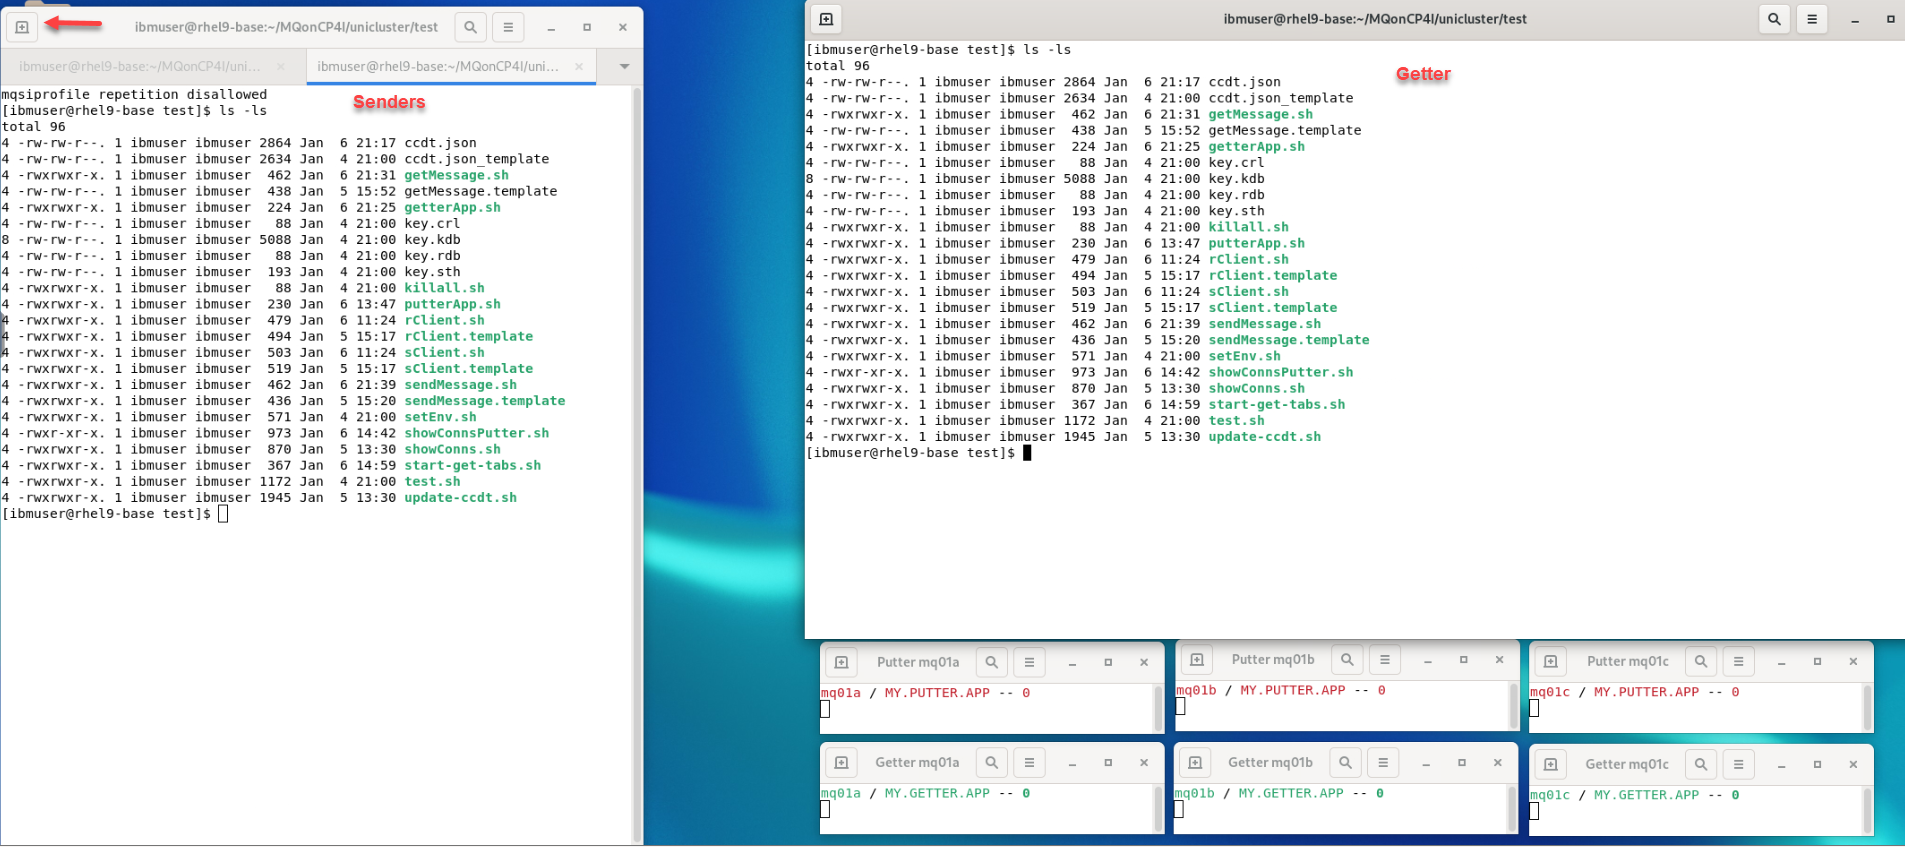 ibmuser@rhel9-base:~/MQonCP4I/unicluster/test
ibmuser@rhel9-base:~/MQonCP4I/uni...
ibmuser@rhel9-base:~/MQonCP4I/uni...
Senders
mqsiprofile repetition disallowed
[ibmuser@rhel9-base test]$ ls -ls
total 96
4 -rw-rw-r--. 1 ibmuser ibmuser 2864 Jan  6 21:17 ccdt.json
4 -rw-rw-r--. 1 ibmuser ibmuser 2634 Jan  4 21:00 ccdt.json_template
4 -rwxrwxr-x. 1 ibmuser ibmuser  462 Jan  6 21:31 getMessage.sh
4 -rw-rw-r--. 1 ibmuser ibmuser  438 Jan  5 15:52 getMessage.template
4 -rwxrwxr-x. 1 ibmuser ibmuser  224 Jan  6 21:25 getterApp.sh
4 -rw-rw-r--. 1 ibmuser ibmuser   88 Jan  4 21:00 key.crl
8 -rw-rw-r--. 1 ibmuser ibmuser 5088 Jan  4 21:00 key.kdb
4 -rw-rw-r--. 1 ibmuser ibmuser   88 Jan  4 21:00 key.rdb
4 -rw-rw-r--. 1 ibmuser ibmuser  193 Jan  4 21:00 key.sth
4 -rwxrwxr-x. 1 ibmuser ibmuser   88 Jan  4 21:00 killall.sh
4 -rwxrwxr-x. 1 ibmuser ibmuser  230 Jan  6 13:47 putterApp.sh
4 -rwxrwxr-x. 1 ibmuser ibmuser  479 Jan  6 11:24 rClient.sh
4 -rwxrwxr-x. 1 ibmuser ibmuser  494 Jan  5 15:17 rClient.template
4 -rwxrwxr-x. 1 ibmuser ibmuser  503 Jan  6 11:24 sClient.sh
4 -rwxrwxr-x. 1 ibmuser ibmuser  519 Jan  5 15:17 sClient.template
4 -rwxrwxr-x. 1 ibmuser ibmuser  462 Jan  6 21:39 sendMessage.sh
4 -rwxrwxr-x. 1 ibmuser ibmuser  436 Jan  5 15:20 sendMessage.template
4 -rwxrwxr-x. 1 ibmuser ibmuser  571 Jan  4 21:00 setEnv.sh
4 -rwxr-xr-x. 1 ibmuser ibmuser  973 Jan  6 14:42 showConnsPutter.sh
4 -rwxrwxr-x. 1 ibmuser ibmuser  870 Jan  5 13:30 showConns.sh
4 -rwxrwxr-x. 1 ibmuser ibmuser  367 Jan  6 14:59 start-get-tabs.sh
4 -rwxrwxr-x. 1 ibmuser ibmuser 1172 Jan  4 21:00 test.sh
4 -rwxrwxr-x. 1 ibmuser ibmuser 1945 Jan  5 13:30 update-ccdt.sh
[ibmuser@rhel9-base test]$
ibmuser@rhel9-base:~/MQonCP4I/unicluster/test
[ibmuser@rhel9-base test]$ ls -ls
total 96
Getter
4 -rw-rw-r--. 1 ibmuser ibmuser 2864 Jan  6 21:17 ccdt.json
4 -rw-rw-r--. 1 ibmuser ibmuser 2634 Jan  4 21:00 ccdt.json_template
4 -rwxrwxr-x. 1 ibmuser ibmuser  462 Jan  6 21:31 getMessage.sh
4 -rw-rw-r--. 1 ibmuser ibmuser  438 Jan  5 15:52 getMessage.template
4 -rwxrwxr-x. 1 ibmuser ibmuser  224 Jan  6 21:25 getterApp.sh
4 -rw-rw-r--. 1 ibmuser ibmuser   88 Jan  4 21:00 key.crl
8 -rw-rw-r--. 1 ibmuser ibmuser 5088 Jan  4 21:00 key.kdb
4 -rw-rw-r--. 1 ibmuser ibmuser   88 Jan  4 21:00 key.rdb
4 -rw-rw-r--. 1 ibmuser ibmuser  193 Jan  4 21:00 key.sth
4 -rwxrwxr-x. 1 ibmuser ibmuser   88 Jan  4 21:00 killall.sh
4 -rwxrwxr-x. 1 ibmuser ibmuser  230 Jan  6 13:47 putterApp.sh
4 -rwxrwxr-x. 1 ibmuser ibmuser  479 Jan  6 11:24 rClient.sh
4 -rwxrwxr-x. 1 ibmuser ibmuser  494 Jan  5 15:17 rClient.template
4 -rwxrwxr-x. 1 ibmuser ibmuser  503 Jan  6 11:24 sClient.sh
4 -rwxrwxr-x. 1 ibmuser ibmuser  519 Jan  5 15:17 sClient.template
4 -rwxrwxr-x. 1 ibmuser ibmuser  462 Jan  6 21:39 sendMessage.sh
4 -rwxrwxr-x. 1 ibmuser ibmuser  436 Jan  5 15:20 sendMessage.template
4 -rwxrwxr-x. 1 ibmuser ibmuser  571 Jan  4 21:00 setEnv.sh
4 -rwxr-xr-x. 1 ibmuser ibmuser  973 Jan  6 14:42 showConnsPutter.sh
4 -rwxrwxr-x. 1 ibmuser ibmuser  870 Jan  5 13:30 showConns.sh
4 -rwxrwxr-x. 1 ibmuser ibmuser  367 Jan  6 14:59 start-get-tabs.sh
4 -rwxrwxr-x. 1 ibmuser ibmuser 1172 Jan  4 21:00 test.sh
4 -rwxrwxr-x. 1 ibmuser ibmuser 1945 Jan  5 13:30 update-ccdt.sh
[ibmuser@rhel9-base test]$
Putter mq01a
mq01a / MY.PUTTER.APP -- 0
Putter mq01b
mq01b / MY.PUTTER.APP -- 0
Putter mq01c
mq01c / MY.PUTTER.APP -- 0
Getter mq01a
mq01a / MY.GETTER.APP -- 0
Getter mq01b
mq01b / MY.GETTER.APP -- 0
Getter mq01c
mq01c / MY.GETTER.APP -- 0